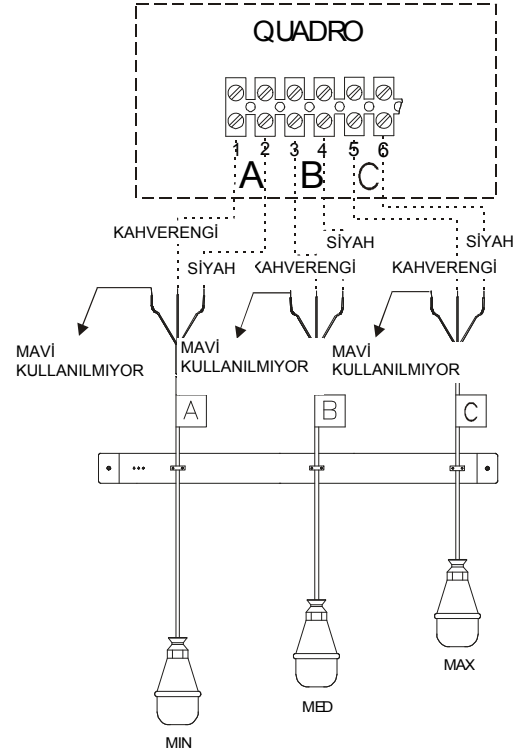 QUADRO
1 2 3 4 5 6
A B C
KAHVERENGİ
SİYAH
KAHVERENGİ
SİYAH
KAHVERENGİ
SİYAH
MAVİ
KULLANILMIYOR
MAVİ
KULLANILMIYOR
MAVİ
KULLANILMIYOR
A B C
MIN
MED
MAX